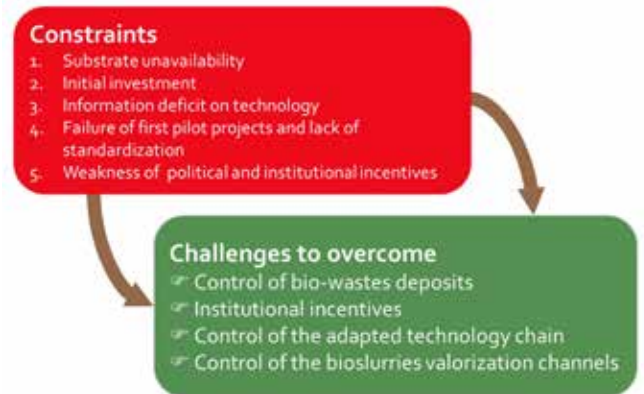 Constraints
1. Substrate unavailability
2. Initial investment
3. Information deficit on technology
4. Failure of first pilot projects and lack of
standardization
5. Weakness of political and institutional incentives
Challenges to overcome
☞ Control of bio-wastes deposits
☞ Institutional incentives
☞ Control of the adapted technology chain
☞ Control of the bioslurries valorization channels